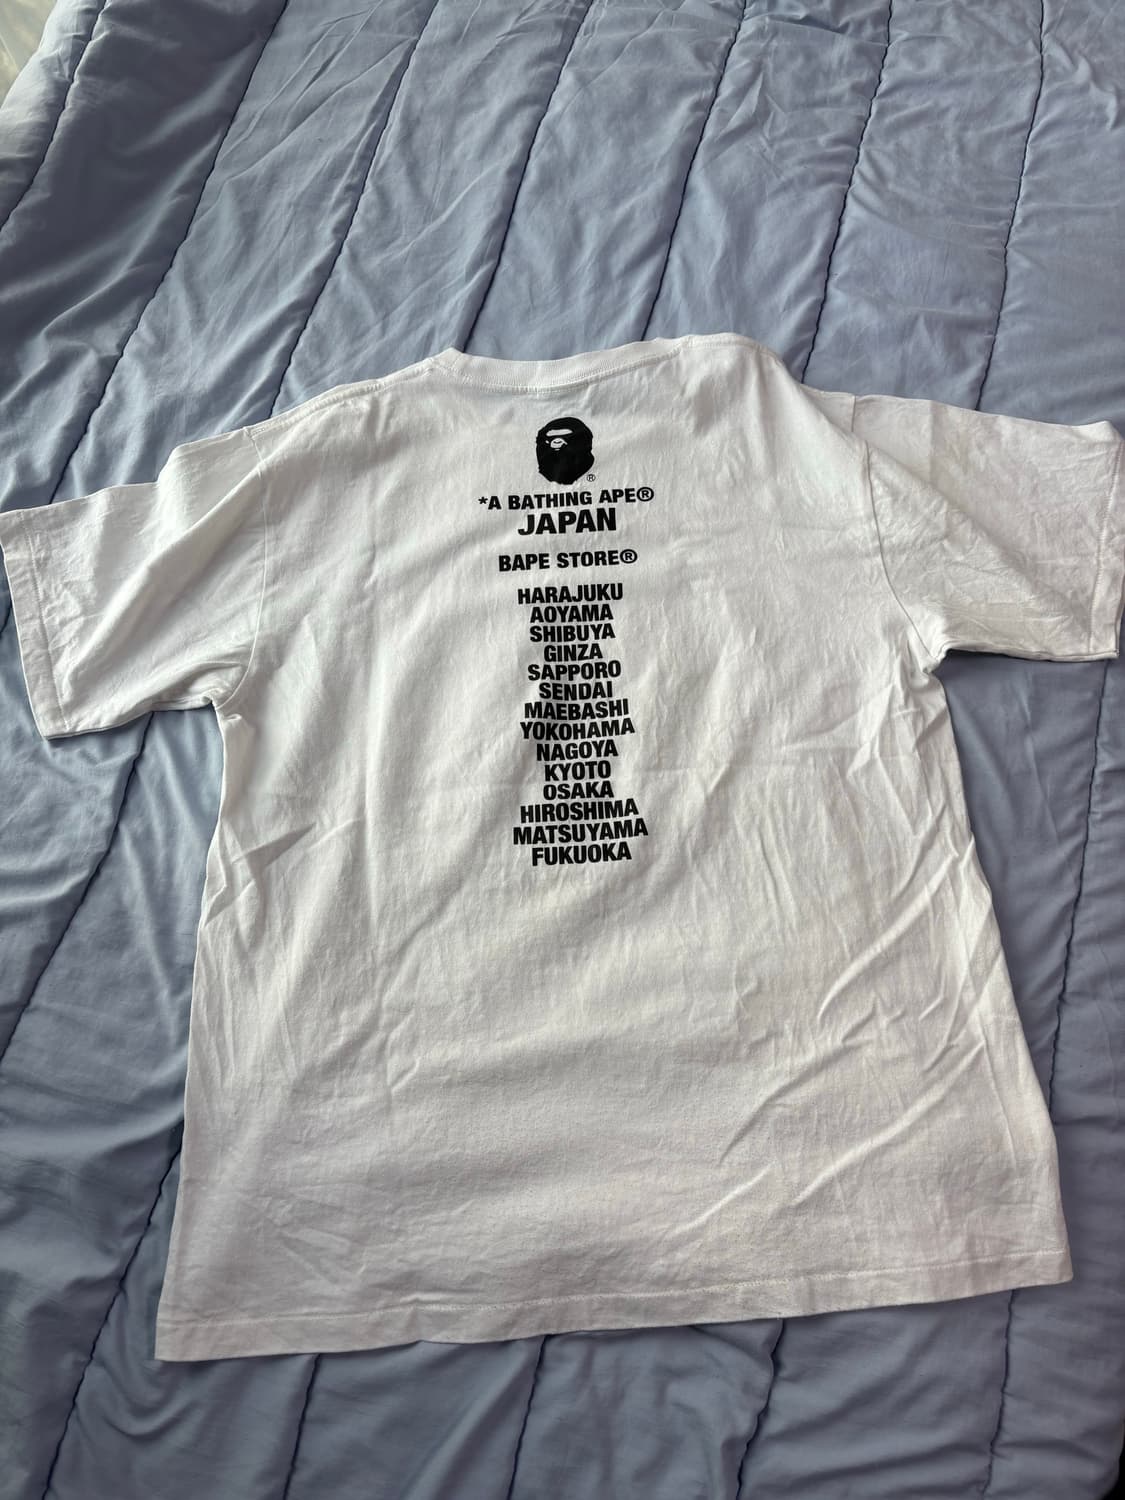 ®
*A BATHING APE®
JAPAN
BAPE STORE®
HARAJUKU
AOYAMA
SHIBUYA
GINZA
SAPPORO
SENDAI
MAEBASHI
YOKOHAMA
NAGOYA
KYOTO
OSAKA
HIROSHIMA
MATSUYAMA
FUKUOKA